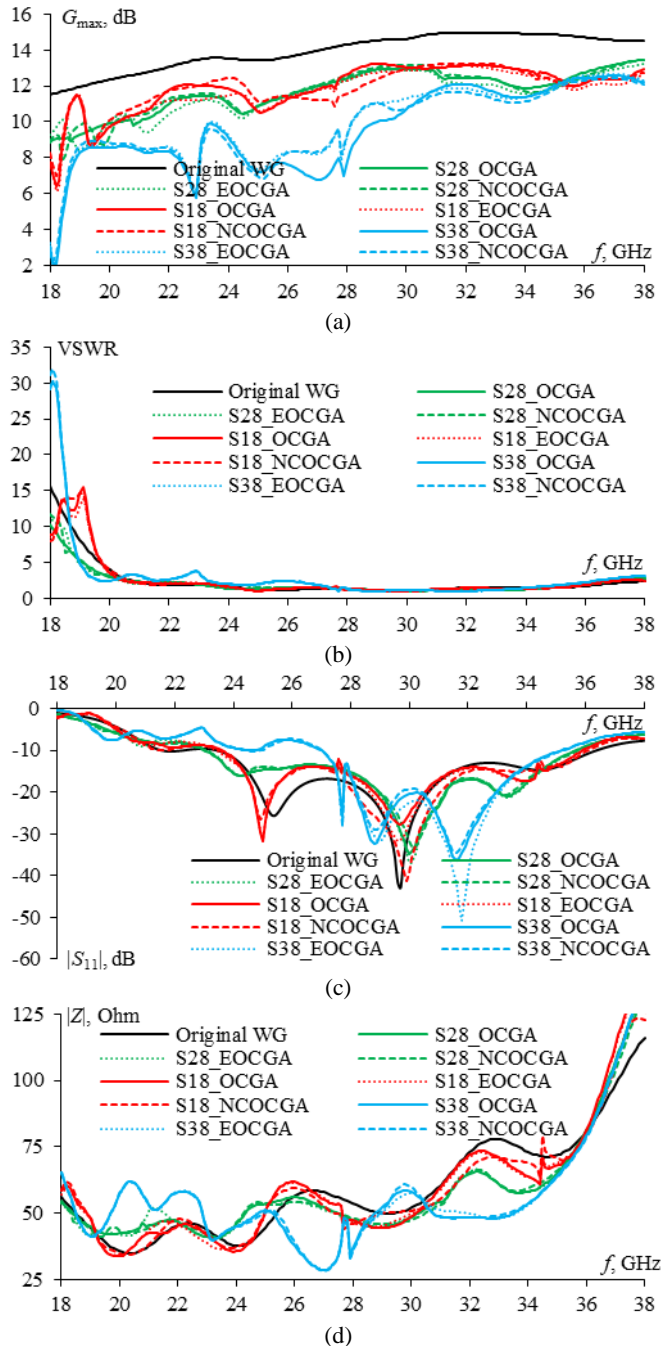 G_max, dB
16
14
12
10
8
6
4
2
Original WG S28_OCGA
S28_EOCGA S28_NCOCGA
S18_OCGA S18_EOCGA
S18_NCOCGA S38_OCGA
S38_EOCGA S38_NCOCGA
f, GHz
18 20 22 24 26 28 30 32 34 36 38
(a)
VSWR
35
30
25
20
15
10
5
0
Original WG S28_OCGA
S28_EOCGA S28_NCOCGA
S18_OCGA S18_EOCGA
S18_NCOCGA S38_OCGA
S38_EOCGA S38_NCOCGA
f, GHz
18 20 22 24 26 28 30 32 34 36 38
(b)
18 20 22 24 26 28 30 32 34 36 38
f, GHz
0
-10
-20
-30
-40
-50
-60
Original WG S28_OCGA
S28_EOCGA S28_NCOCGA
S18_OCGA S18_EOCGA
S18_NCOCGA S38_OCGA
S38_EOCGA S38_NCOCGA
|S₁₁|, dB
(c)
|Z|, Ohm
125
100
75
50
25
Original WG S28_OCGA
S28_EOCGA S28_NCOCGA
S18_OCGA S18_EOCGA
S18_NCOCGA S38_OCGA
S38_EOCGA S38_NCOCGA
f, GHz
18 20 22 24 26 28 30 32 34 36 38
(d)